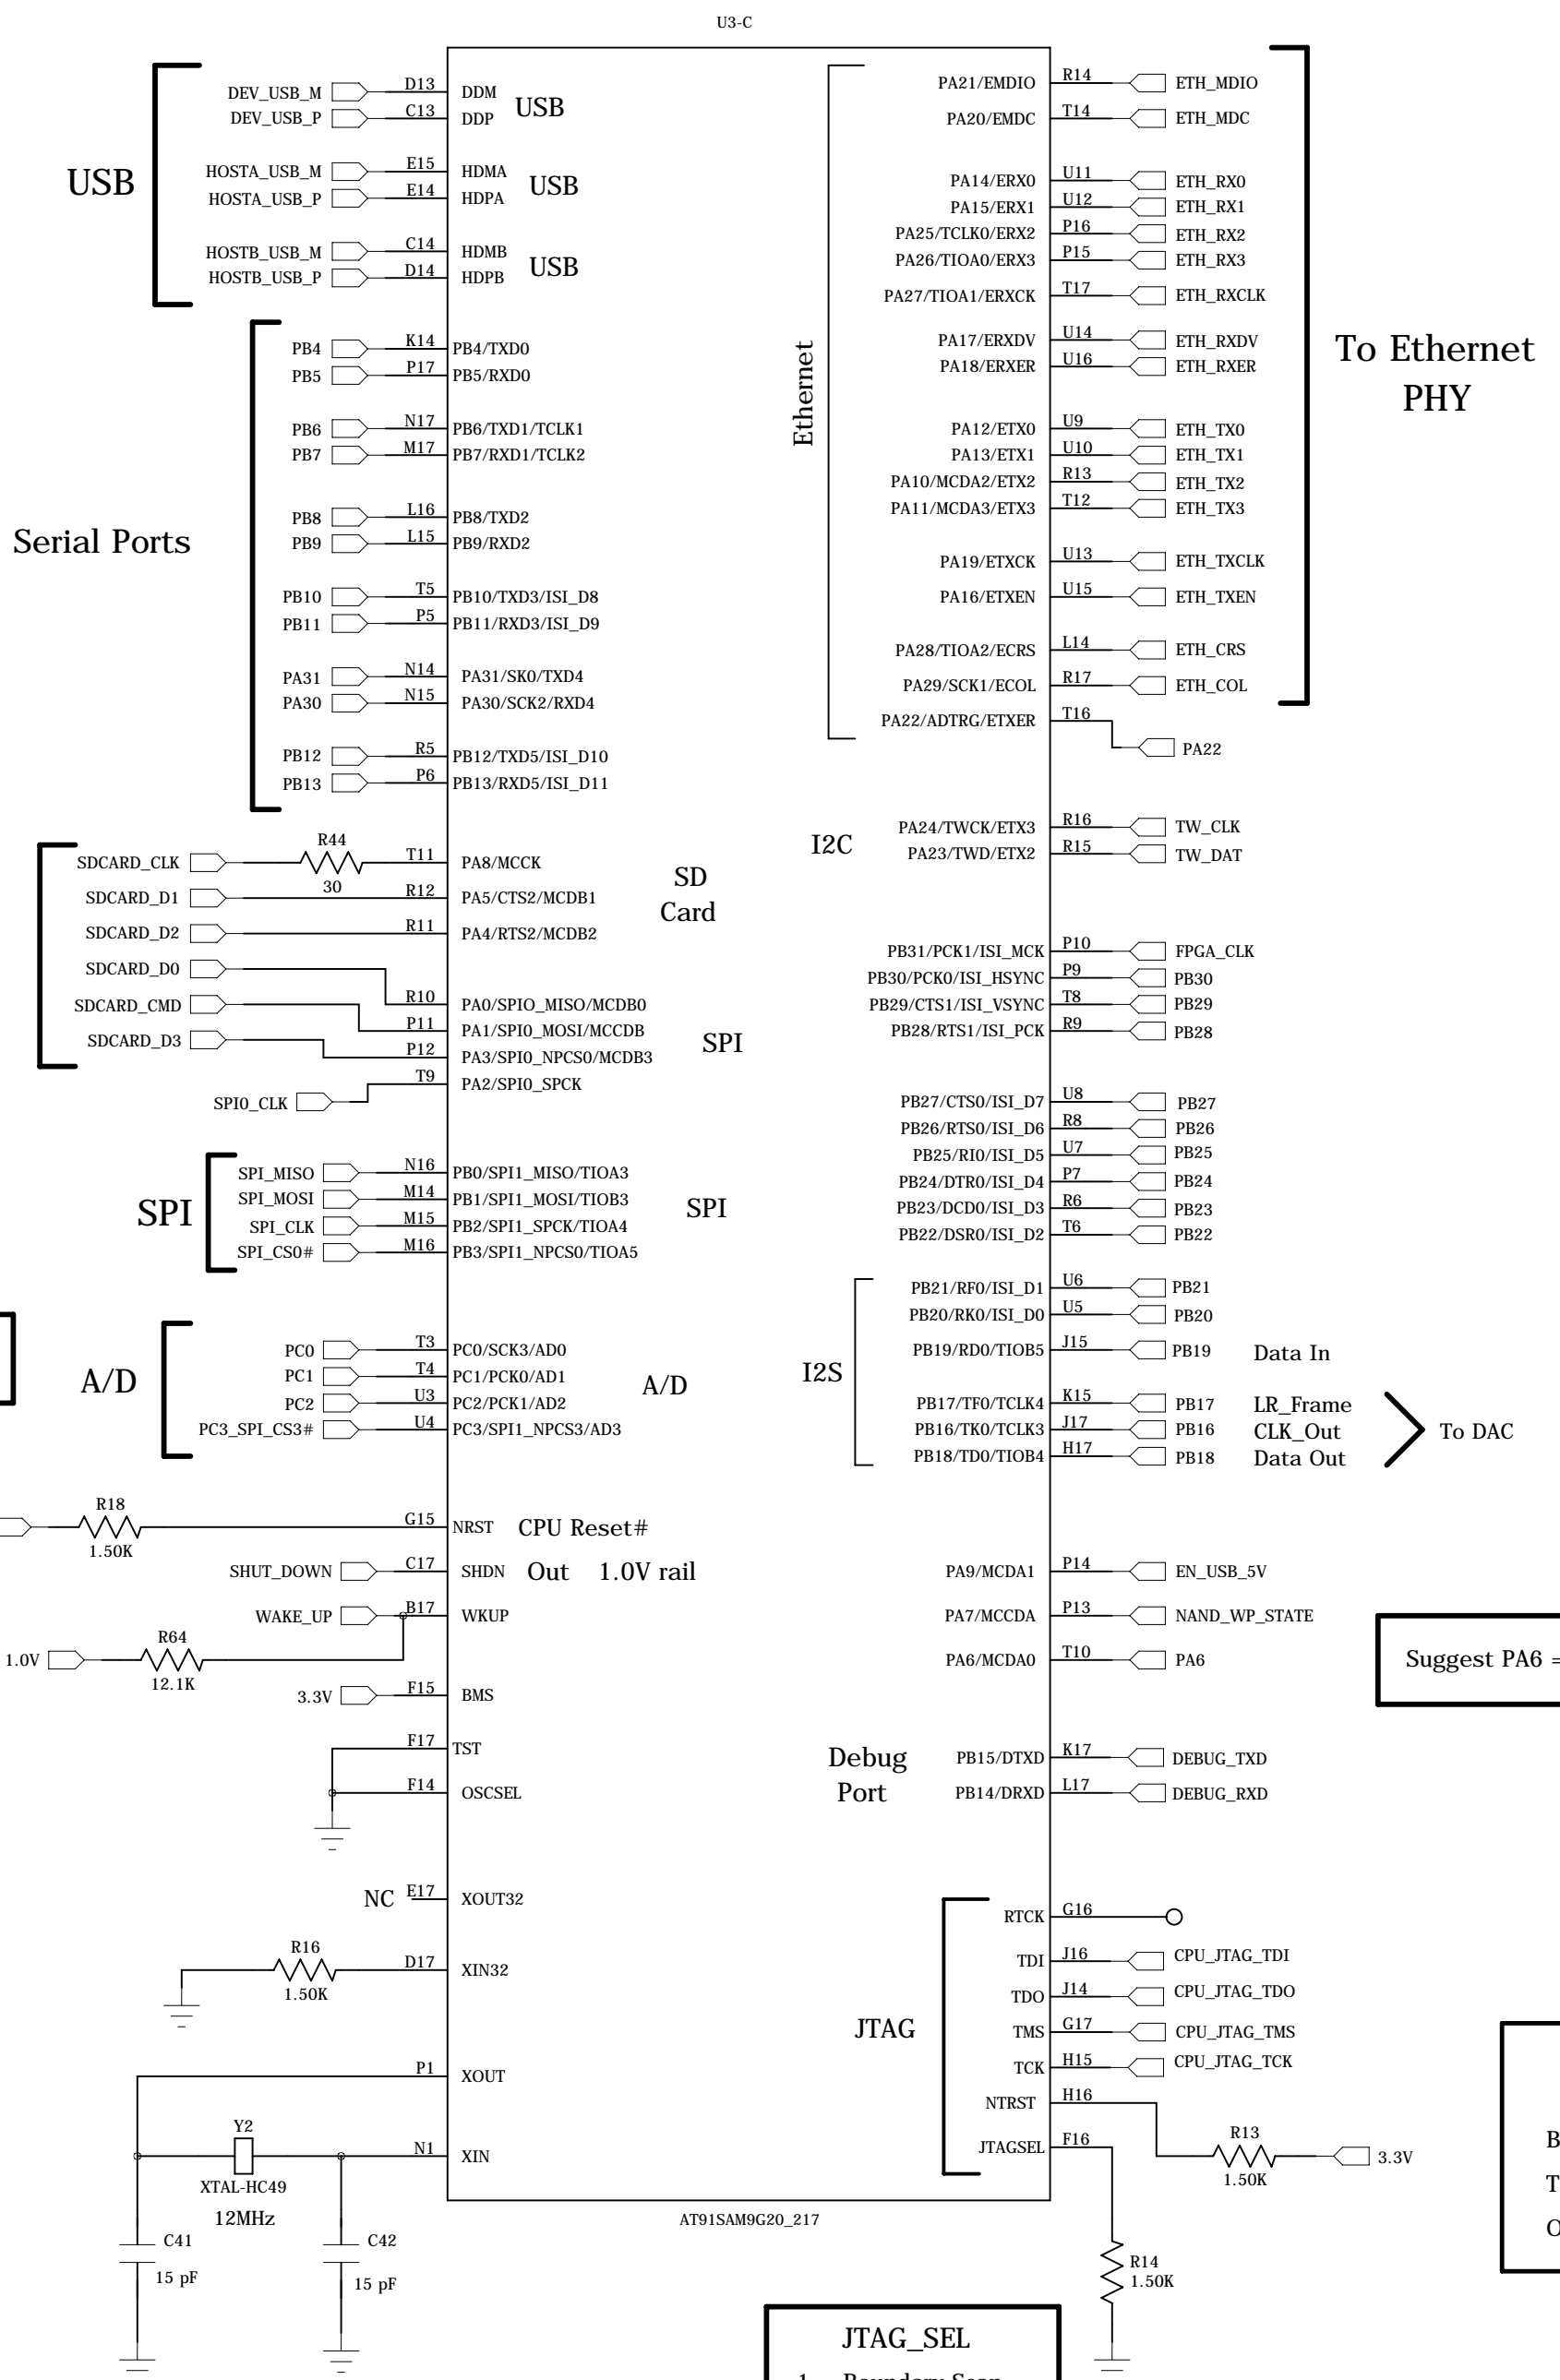 U3-C
USB
DEV_USB_M D13 DDM
DEV_USB_P C13 DDP
USB
HOSTA_USB_M E15 HDMA
HOSTA_USB_P E14 HDPA
USB
HOSTB_USB_M C14 HDMB
HOSTB_USB_P D14 HDPB
USB
Serial Ports
PB4 K14 PB4/TXD0
PB5 P17 PB5/RXD0
PB6 N17 PB6/TXD1/TCLK1
PB7 M17 PB7/RXD1/TCLK2
PB8 L16 PB8/TXD2
PB9 L15 PB9/RXD2
PB10 T5 PB10/TXD3/ISI_D8
PB11 P5 PB11/RXD3/ISI_D9
PA31 N14 PA31/SK0/TXD4
PA30 N15 PA30/SCK2/RXD4
PB12 R5 PB12/TXD5/ISI_D10
PB13 P6 PB13/RXD5/ISI_D11
R44
30
SDCARD_CLK T11 PA8/MCCK
SDCARD_D1 R12 PA5/CTS2/MCDB1
SDCARD_D2 R11 PA4/RTS2/MCDB2
SD
Card
SDCARD_D0 R10 PA0/SPIO_MISO/MCDB0
SDCARD_CMD P11 PA1/SPI0_MOSI/MCCDB
SDCARD_D3 P12 PA3/SPI0_NPCS0/MCDB3
SPI0_CLK T9 PA2/SPI0_SPCK
SPI
SPI
SPI_MISO N16 PB0/SPI1_MISO/TIOA3
SPI_MOSI M14 PB1/SPI1_MOSI/TIOB3
SPI_CLK M15 PB2/SPI1_SPCK/TIOA4
SPI_CS0# M16 PB3/SPI1_NPCS0/TIOA5
SPI
A/D
PC0 T3 PC0/SCK3/AD0
PC1 T4 PC1/PCK0/AD1
PC2 U3 PC2/PCK1/AD2
PC3_SPI_CS3# U4 PC3/SPI1_NPCS3/AD3
A/D
R18
1.50K
G15 NRST CPU Reset#
SHUT_DOWN C17 SHDN Out 1.0V rail
WAKE_UP B17 WKUP
1.0V R64
12.1K
3.3V F15 BMS
F17 TST
F14 OSCSEL
NC E17 XOUT32
R16
1.50K
D17 XIN32
P1 XOUT
Y2
XTAL-HC49
12MHz
N1 XIN
C41
15 pF
C42
15 pF
AT91SAM9G20_217
Ethernet
PA21/EMDIO R14 ETH_MDIO
PA20/EMDC T14 ETH_MDC
PA14/ERX0 U11 ETH_RX0
PA15/ERX1 U12 ETH_RX1
PA25/TCLK0/ERX2 P16 ETH_RX2
PA26/TIOA0/ERX3 P15 ETH_RX3
PA27/TIOA1/ERXCK T17 ETH_RXCLK
PA17/ERXDV U14 ETH_RXDV
PA18/ERXER U16 ETH_RXER
PA12/ETX0 U9 ETH_TX0
PA13/ETX1 U10 ETH_TX1
PA10/MCDA2/ETX2 R13 ETH_TX2
PA11/MCDA3/ETX3 T12 ETH_TX3
PA19/ETXCK U13 ETH_TXCLK
PA16/ETXEN U15 ETH_TXEN
PA28/TIOA2/ECRS L14 ETH_CRS
PA29/SCK1/ECOL R17 ETH_COL
PA22/ADTRG/ETXER T16 PA22
To Ethernet
PHY
I2C
PA24/TWCK/ETX3 R16 TW_CLK
PA23/TWD/ETX2 R15 TW_DAT
PB31/PCK1/ISI_MCK P10 FPGA_CLK
PB30/PCK0/ISI_HSYNC P9 PB30
PB29/CTS1/ISI_VSYNC T8 PB29
PB28/RTS1/ISI_PCK R9 PB28
PB27/CTS0/ISI_D7 U8 PB27
PB26/RTS0/ISI_D6 R8 PB26
PB25/RI0/ISI_D5 U7 PB25
PB24/DTR0/ISI_D4 P7 PB24
PB23/DCD0/ISI_D3 R6 PB23
PB22/DSR0/ISI_D2 T6 PB22
I2S
PB21/RF0/ISI_D1 U6 PB21
PB20/RK0/ISI_D0 U5 PB20
PB19/RD0/TIOB5 J15 PB19 Data In
PB17/TF0/TCLK4 K15 PB17 LR_Frame
PB16/TK0/TCLK3 J17 PB16 CLK_Out
PB18/TD0/TIOB4 H17 PB18 Data Out
To DAC
PA9/MCDA1 P14 EN_USB_5V
PA7/MCCDA P13 NAND_WP_STATE
PA6/MCDA0 T10 PA6
Suggest PA6 =
Debug
Port
PB15/DTXD K17 DEBUG_TXD
PB14/DRXD L17 DEBUG_RXD
JTAG
RTCK G16
TDI J16 CPU_JTAG_TDI
TDO J14 CPU_JTAG_TDO
TMS G17 CPU_JTAG_TMS
TCK H15 CPU_JTAG_TCK
NTRST H16
R13
1.50K
3.3V
JTAGSEL F16
R14
1.50K
B
T
O
JTAG_SEL